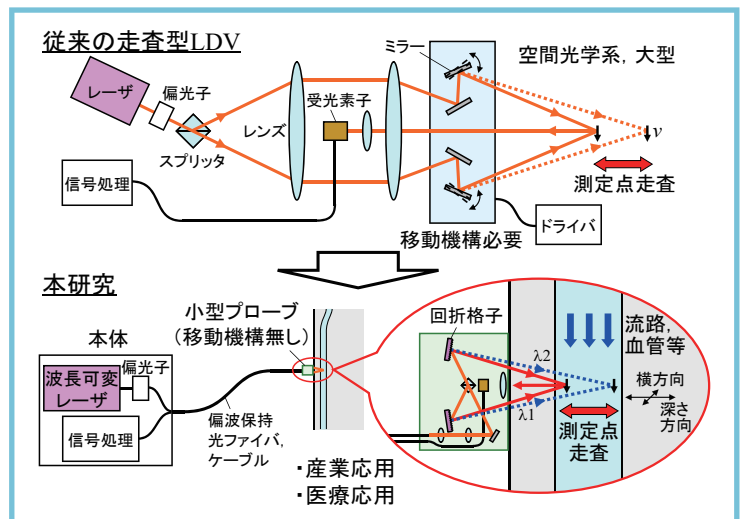 従来の走査型LDV
ミラー
空間光学系，大型
レーザ
偏光子
受光素子
スプリッタ
レンズ
v
信号処理
測定点走査
ドライバ
移動機構必要
本研究
小型プローブ
（移動機構無し）
回折格子
流路，
血管等
本体
偏光子
λ2
波長可変
レーザ
横方向
深さ
方向
信号処理
偏波保持
光ファイバ，
ケーブル
λ1
測定点
走査
・産業応用
・医療応用